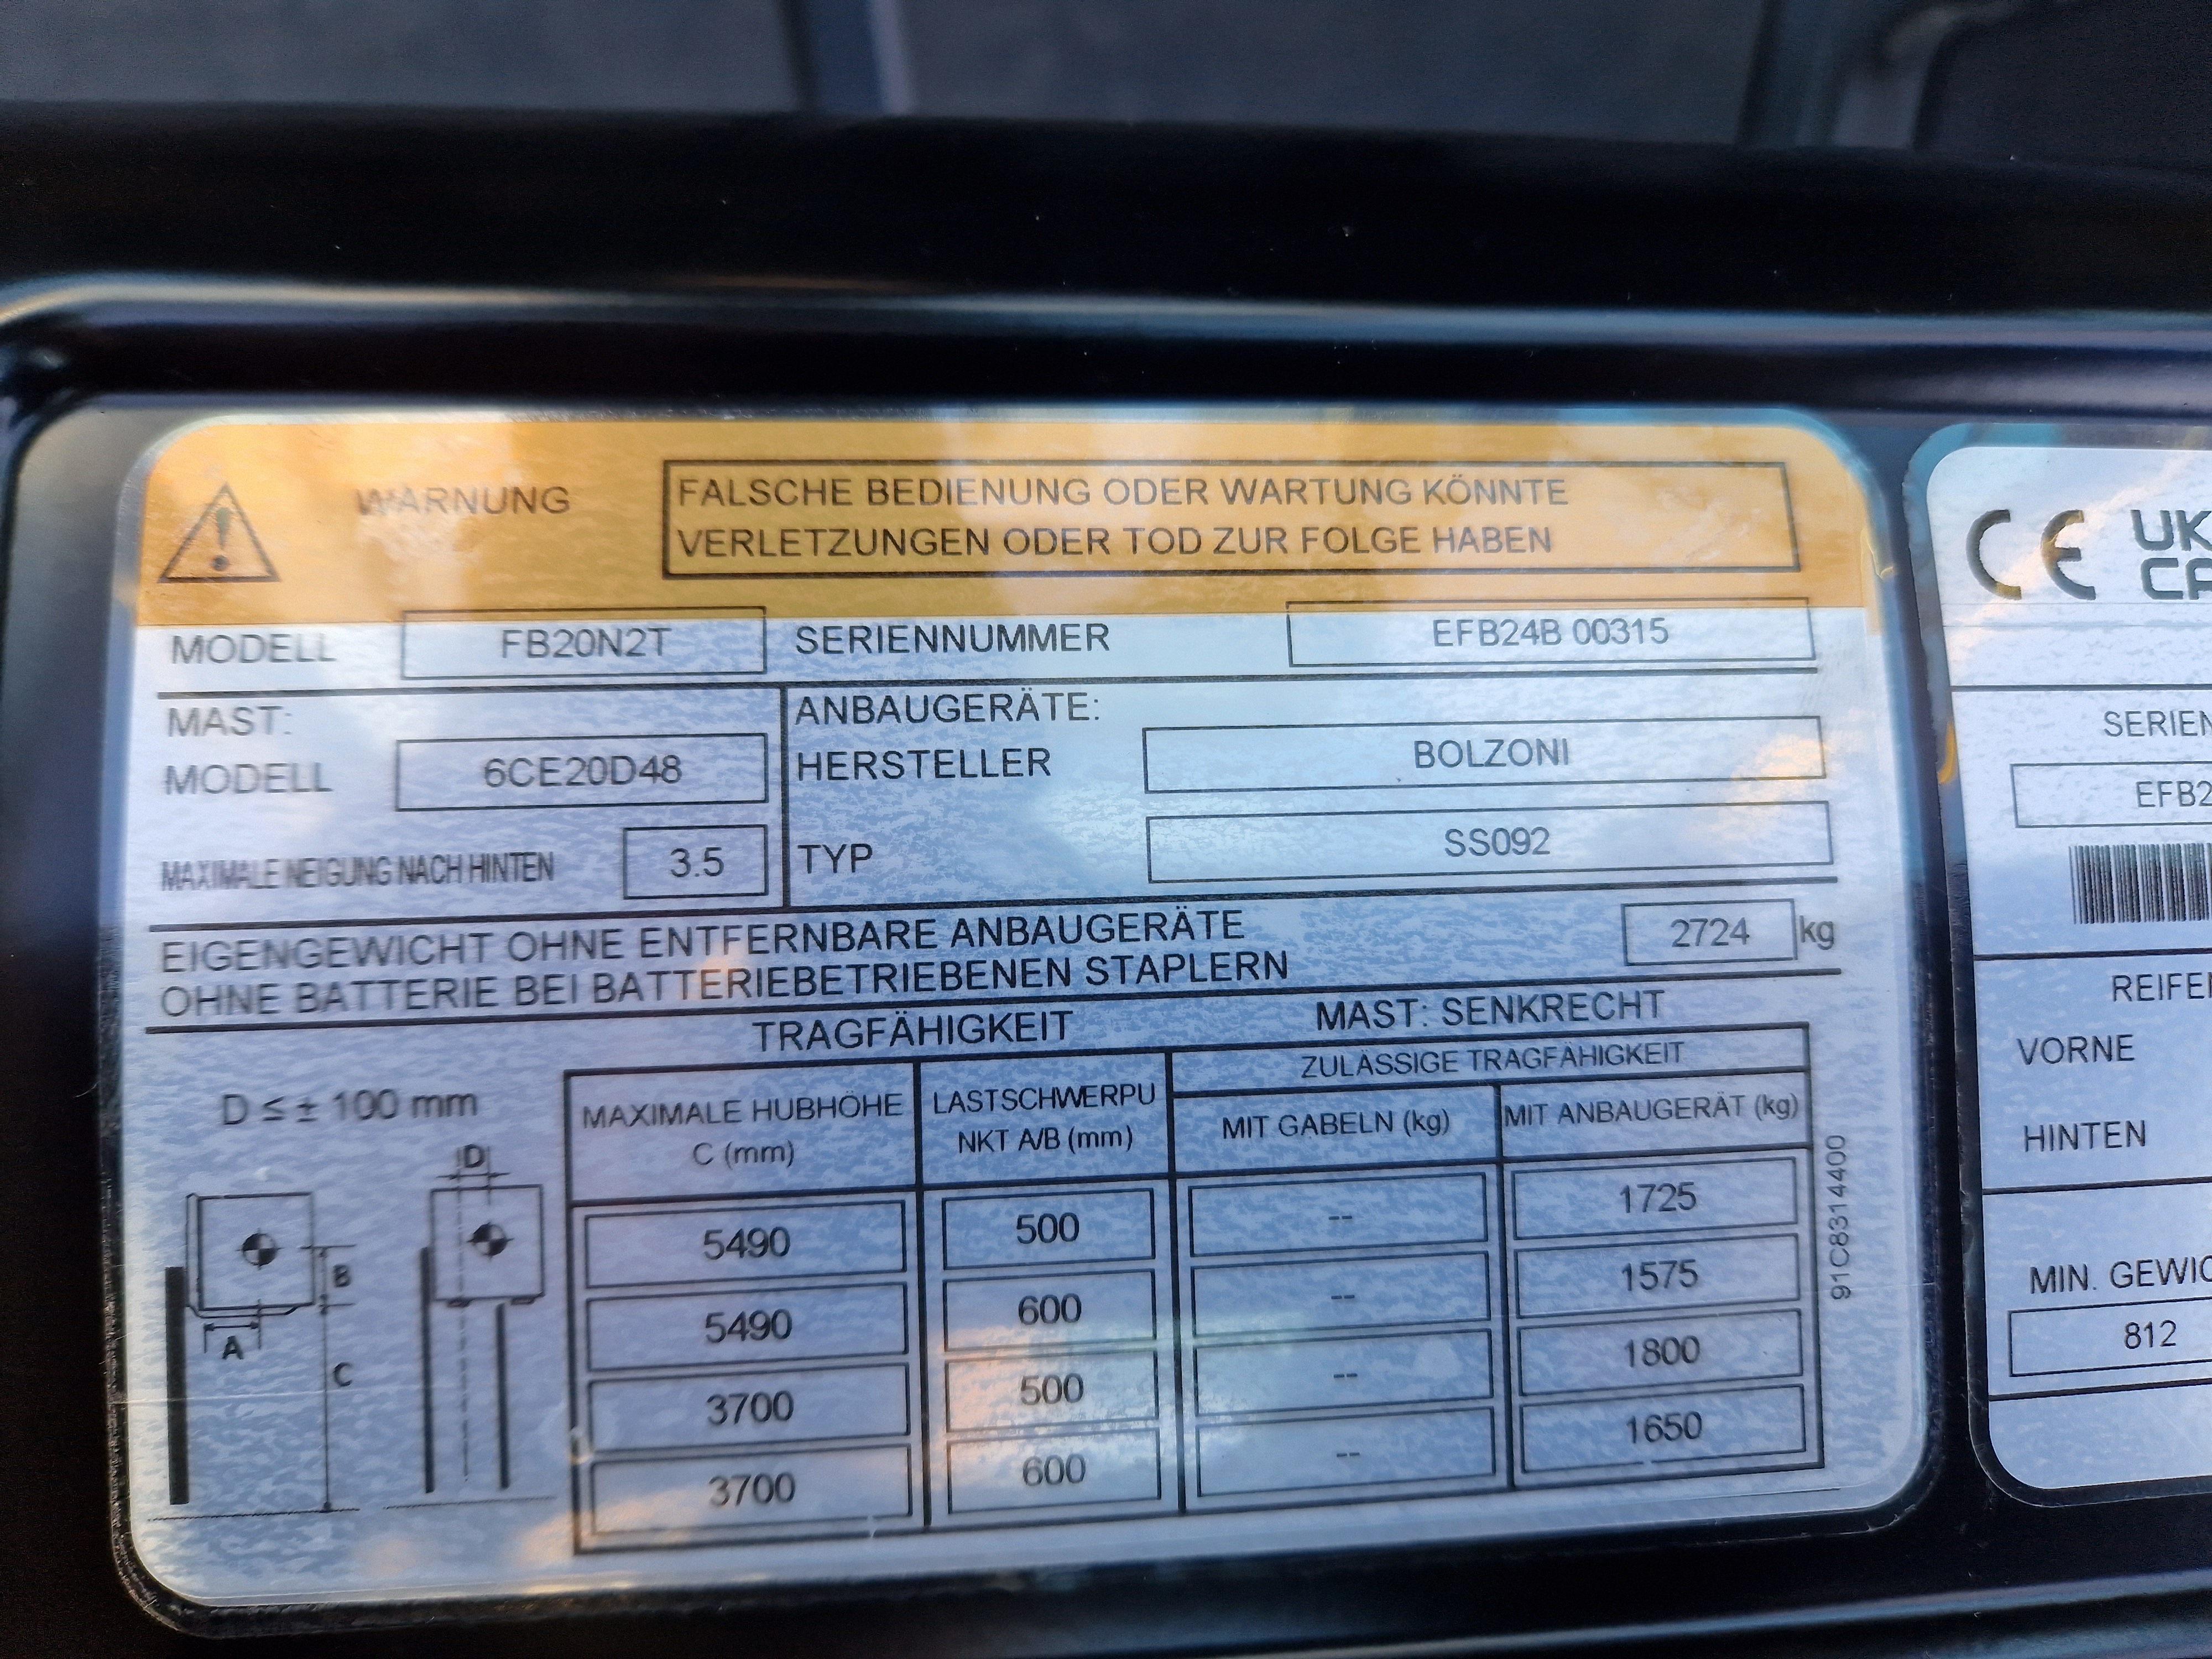 WARNUNG
FALSCHE BEDIENUNG ODER WARTUNG KÖNNTE
VERLETZUNGEN ODER TOD ZUR FOLGE HABEN
MODELL FB20N2T SERIENNUMMER EFB24B 00315
MAST:
MODELL 6CE20D48
MAXIMALE NEIGUNG NACH HINTEN 3.5
ANBAUGERÄTE:
HERSTELLER BOLZONI
TYP SS092
EIGENGEWICHT OHNE ENTFERNBARE ANBAUGERÄTE
OHNE BATTERIE BEI BATTERIEBETRIEBENEN STAPLERN
2724 kg
TRAGFÄHIGKEIT MAST: SENKRECHT
D ≤ ± 100 mm
D
B
A
C
MAXIMALE HUBHÖHE
C (mm)
LASTSCHWERPU
NKT A/B (mm)
ZULÄSSIGE TRAGFÄHIGKEIT
MIT GABELN (kg) MIT ANBAUGERÄT (kg)
5490 500 -- 1725
5490 600 -- 1575
3700 500 -- 1800
3700 600 -- 1650
91C8314400
CE UK
CA
SERIEN
EFB2
REIFE
VORNE
HINTEN
MIN. GEWIC
812